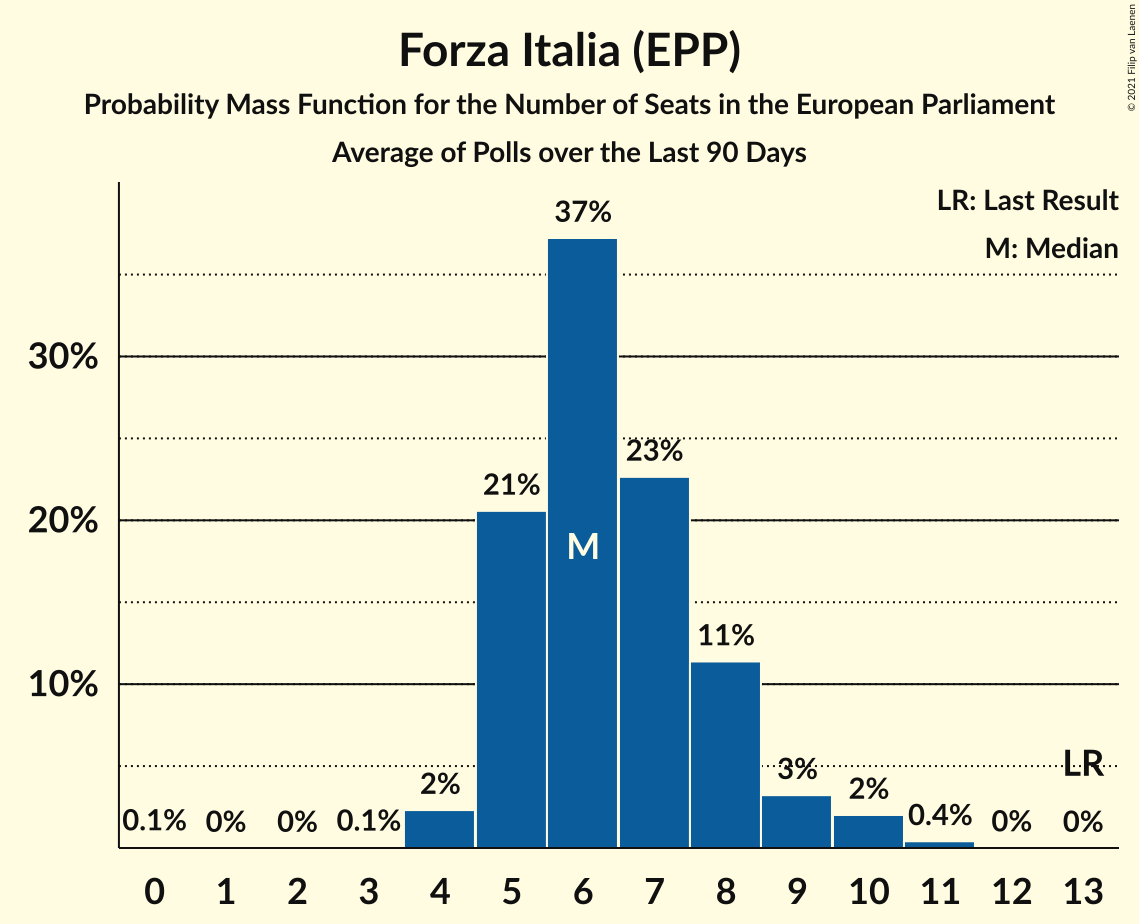 Forza Italia (EPP)
Probability Mass Function for the Number of Seats in the European Parliament
Average of Polls over the Last 90 Days
© 2021 Filip van Laenen
LR: Last Result
M: Median
37%
30%
23%
21%
20%
M
11%
10%
LR
3%
2%
2%
0.1%
0%
0%
0.1%
0.4%
0%
0%
0 1 2 3 4 5 6 7 8 9 10 11 12 13